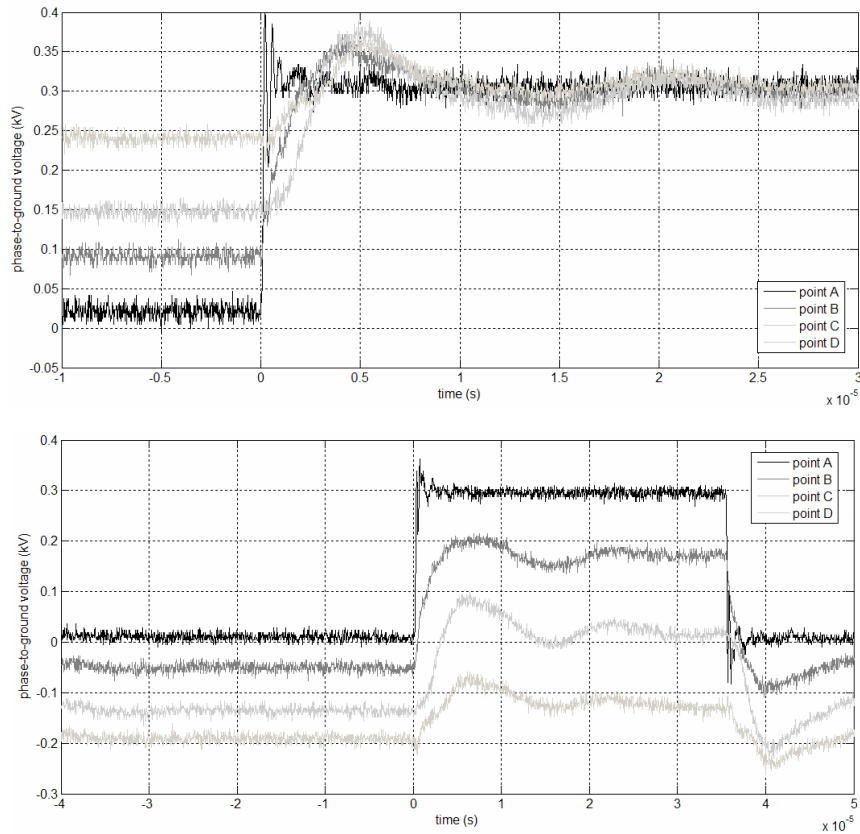 0.4
0.35
0.3
0.25
0.2
0.15
0.1
0.05
0
-0.05
phase-to-ground voltage (kV)
point A
point B
point C
point D
-1
-0.5
0
0.5
1
1.5
2
2.5
3
time (s)
x 10⁻⁵
0.4
0.3
0.2
0.1
0
-0.1
-0.2
-0.3
phase-to-ground voltage (kV)
point A
point B
point C
point D
-4
-3
-2
-1
0
1
2
3
4
5
time (s)
x 10⁻⁵